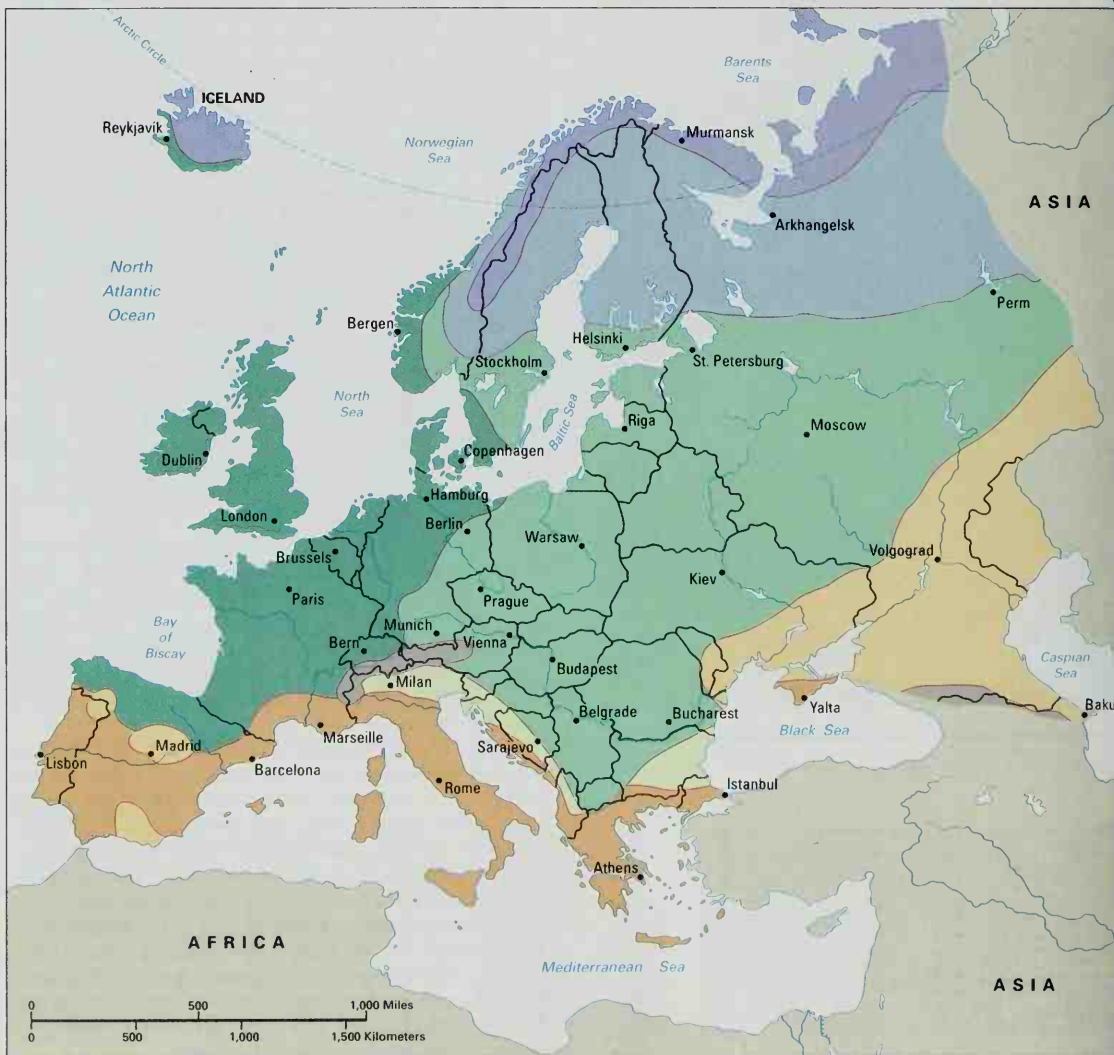 Arctic Circle
Barents
Sea
ICELAND
Reykjavik
Murmansk
Norwegian
Sea
ASIA
Arkhangelsk
North
Atlantic
Ocean
Perm
Bergen
Helsinki
Stockholm
St. Petersburg
North
Sea
Baltic Sea
Riga
Moscow
Copenhagen
Dublin
Hamburg
London
Berlin
Warsaw
Brussels
Volgograd
Kiev
Paris
Prague
Bay
of
Biscay
Munich
Vienna
Bern
Budapest
Caspian
Sea
Milan
Yalta
Baku
Belgrade
Bucharest
Black Sea
Marseille
Sarajevo
Madrid
Lisbon
Barcelona
Rome
Istanbul
Athens
AFRICA
Mediterranean Sea
ASIA
0 500 1,000 Miles
0 500 1,000 1,500 Kilometers